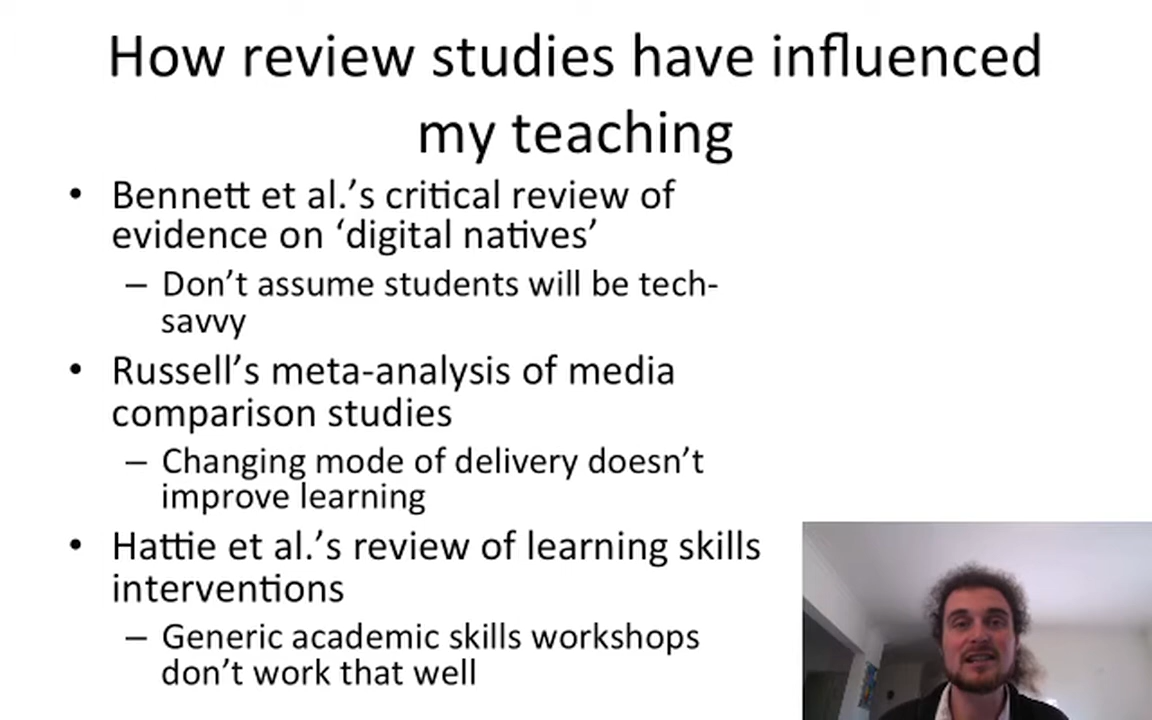 How review studies have influenced
my teaching
• Bennett et al.’s critical review of
evidence on ‘digital natives’
– Don’t assume students will be tech-
savvy
• Russell’s meta-analysis of media
comparison studies
– Changing mode of delivery doesn’t
improve learning
• Hattie et al.’s review of learning skills
interventions
– Generic academic skills workshops
don’t work that well